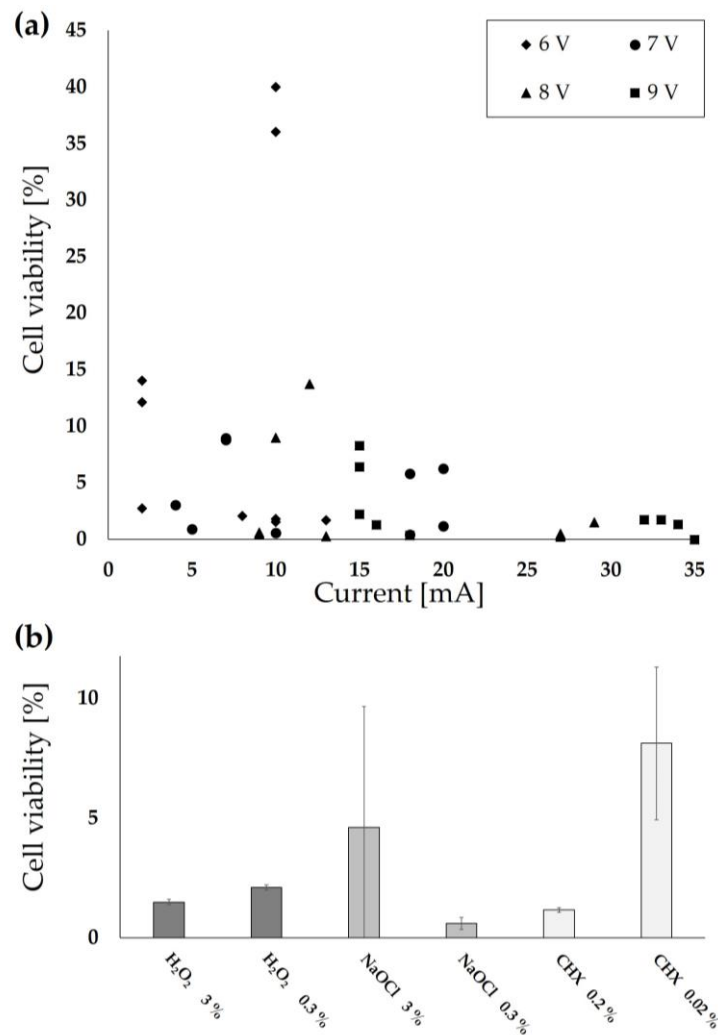 (a)
45
40
35
30
25
20
15
10
5
0
Cell viability [%]
◆ 6 V ● 7 V
▲ 8 V ■ 9 V
0 5 10 15 20 25 30 35
Current [mA]
(b)
Cell viability [%]
10
5
0
H₂O₂ 3 %
H₂O₂ 0.3 %
NaOCl 3 %
NaOCl 0.3 %
CHX 0.2 %
CHX 0.02 %